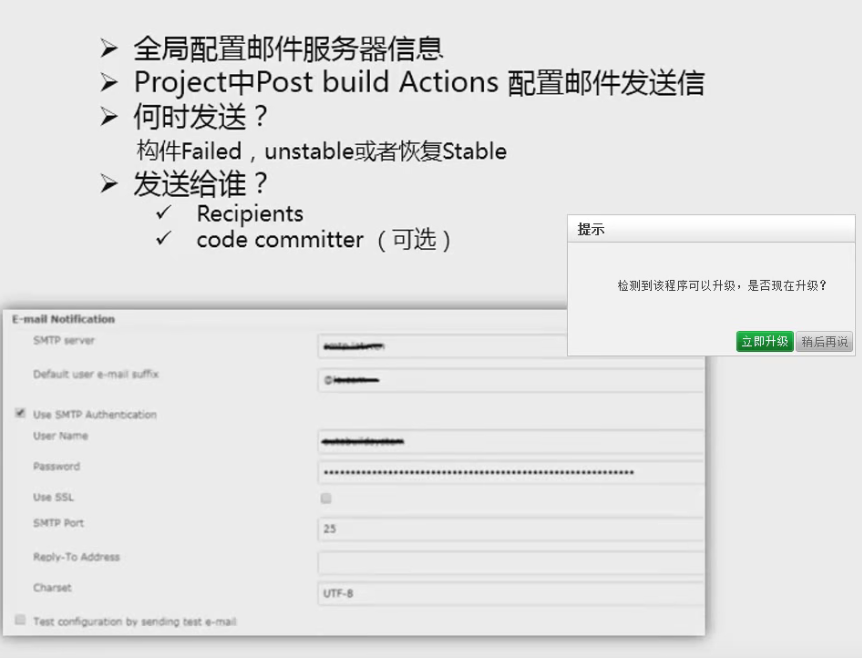 全局配置邮件服务器信息
Project中Post build Actions 配置邮件发送信
何时发送？
构件Failed，unstable或者恢复Stable
发送给谁？
Recipients
code committer （可选）
提示
检测到该程序可以升级，是否现在升级？
立即升级 稍后再说
E-mail Notification
SMTP server
Default user e-mail suffix
Use SMTP Authentication
User Name
Password
Use SSL
SMTP Port 25
Reply-To Address
Charset UTF-8
Test configuration by sending test e-mail